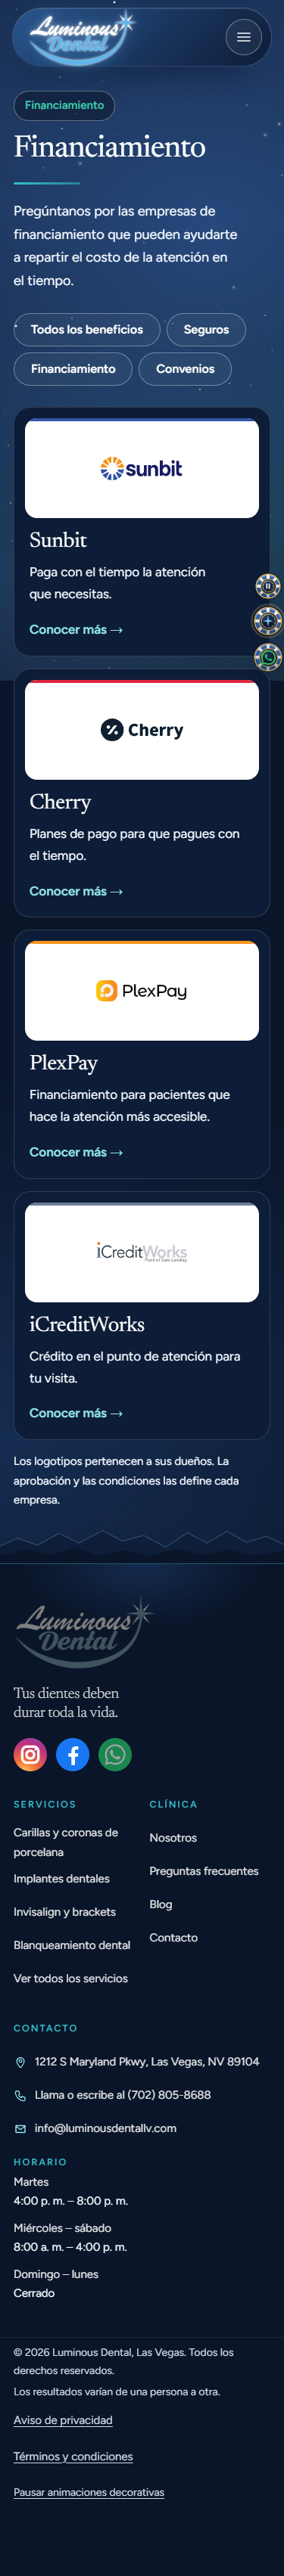 Luminous
Dental
Financiamiento
Financiamiento
Pregúntanos por las empresas de
financiamiento que pueden ayudarte
a repartir el costo de la atención en
el tiempo.
Todos los beneficios
Seguros
Financiamiento
Convenios
sunbit
Sunbit
Paga con el tiempo la atención
que necesitas.
Conocer más →
Cherry
Cherry
Planes de pago para que pagues con
el tiempo.
Conocer más →
PlexPay
PlexPay
Financiamiento para pacientes que
hace la atención más accesible.
Conocer más →
iCreditWorks
Point of Care Lending
iCreditWorks
Crédito en el punto de atención para
tu visita.
Conocer más →
Los logotipos pertenecen a sus dueños. La
aprobación y las condiciones las define cada
empresa.
Luminous
Dental
Tus dientes deben
durar toda la vida.
SERVICIOS
Carillas y coronas de
porcelana
Implantes dentales
Invisalign y brackets
Blanqueamiento dental
Ver todos los servicios
CLÍNICA
Nosotros
Preguntas frecuentes
Blog
Contacto
CONTACTO
1212 S Maryland Pkwy, Las Vegas, NV 89104
Llama o escribe al (702) 805-8688
info@luminousdentallv.com
HORARIO
Martes
4:00 p. m. – 8:00 p. m.
Miércoles – sábado
8:00 a. m. – 4:00 p. m.
Domingo – lunes
Cerrado
© 2026 Luminous Dental, Las Vegas. Todos los
derechos reservados.
Los resultados varían de una persona a otra.
Aviso de privacidad
Términos y condiciones
Pausar animaciones decorativas